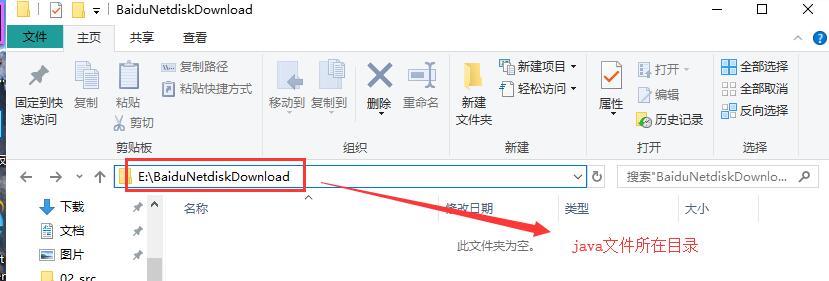 BaiduNetdiskDownload
文件 主页 共享 查看
固定到快速访问
复制
粘贴
复制路径
粘贴快捷方式
剪切
剪贴板
移动到
复制到
删除
重命名
组织
新建文件夹
新建项目
轻松访问
新建
属性
打开
编辑
历史记录
打开
全部选择
全部取消
反向选择
选择
E:\BaiduNetdiskDownload
搜索"BaiduNetdiskDownlo...
下载
文档
图片
02_src
名称 修改日期 类型 大小
此文件夹为空。
java文件所在目录